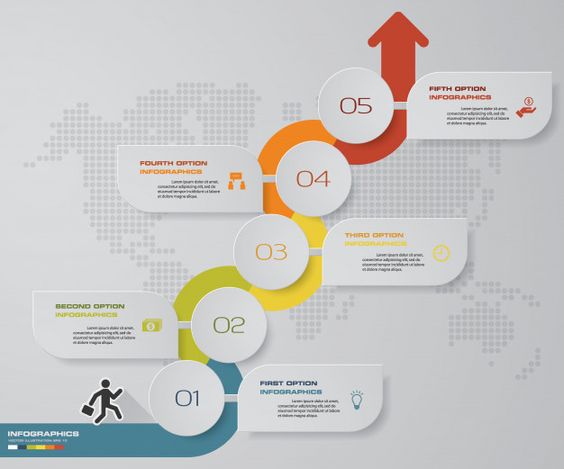 05
FIFTH OPTION
INFOGRAPHICS
Lorem ipsum dolor sit amet,
consectetur adipiscing elit, sed do
eiusmod tempor incididunt ut labore et
dolore magna aliqua.
FOURTH OPTION
INFOGRAPHICS
Lorem ipsum dolor sit amet,
consectetur adipiscing elit, sed do
eiusmod tempor incididunt ut labore et
dolore magna aliqua.
04
03
THIRD OPTION
INFOGRAPHICS
Lorem ipsum dolor sit amet,
consectetur adipiscing elit, sed do
eiusmod tempor incididunt ut labore et
dolore magna aliqua.
SECOND OPTION
INFOGRAPHICS
Lorem ipsum dolor sit amet,
consectetur adipiscing elit, sed do
eiusmod tempor incididunt ut labore et
dolore magna aliqua.
02
01
FIRST OPTION
INFOGRAPHICS
Lorem ipsum dolor sit amet,
consectetur adipiscing elit, sed do
eiusmod tempor incididunt ut labore et
dolore magna aliqua.
INFOGRAPHICS
VECTOR ILLUSTRATION EPS 10